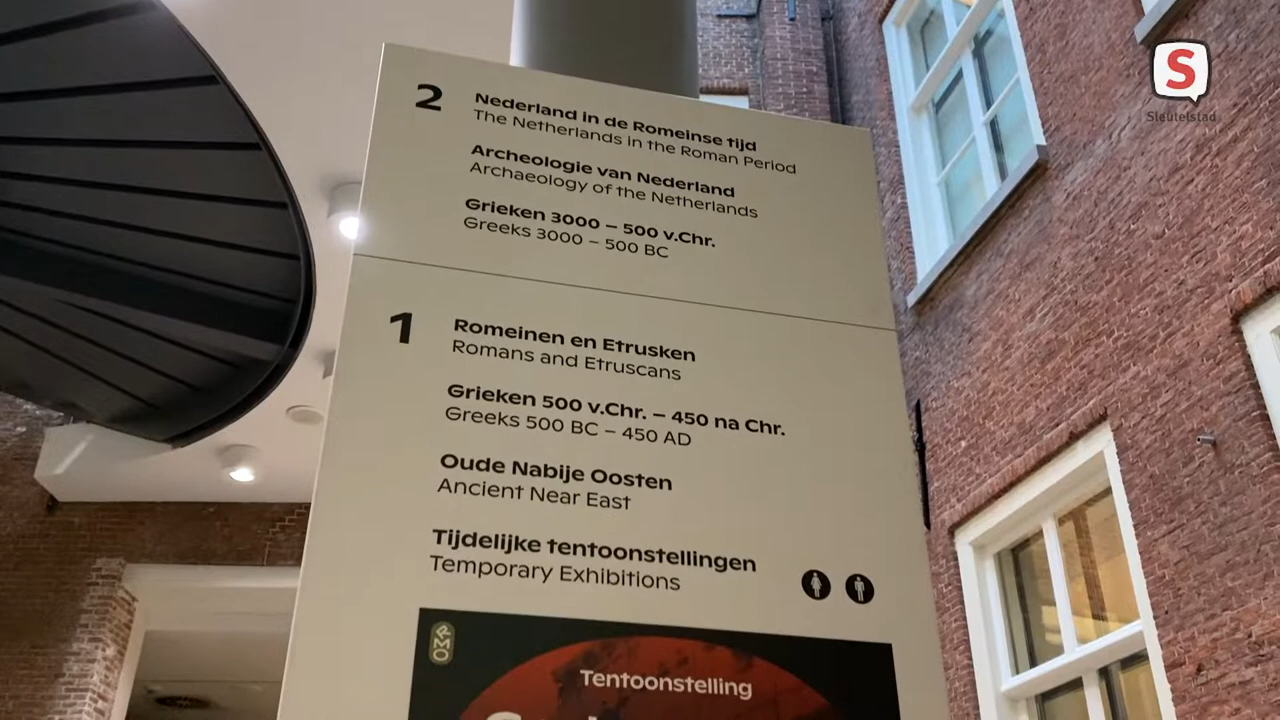 S
Sleutelstad
2
Nederland in de Romeinse tijd
The Netherlands in the Roman Period
Archeologie van Nederland
Archaeology of the Netherlands
Grieken 3000 – 500 v.Chr.
Greeks 3000 – 500 BC
1
Romeinen en Etrusken
Romans and Etruscans
Grieken 500 v.Chr. – 450 na Chr.
Greeks 500 BC – 450 AD
Oude Nabije Oosten
Ancient Near East
Tijdelijke tentoonstellingen
Temporary Exhibitions
RMO
Tentoonstelling